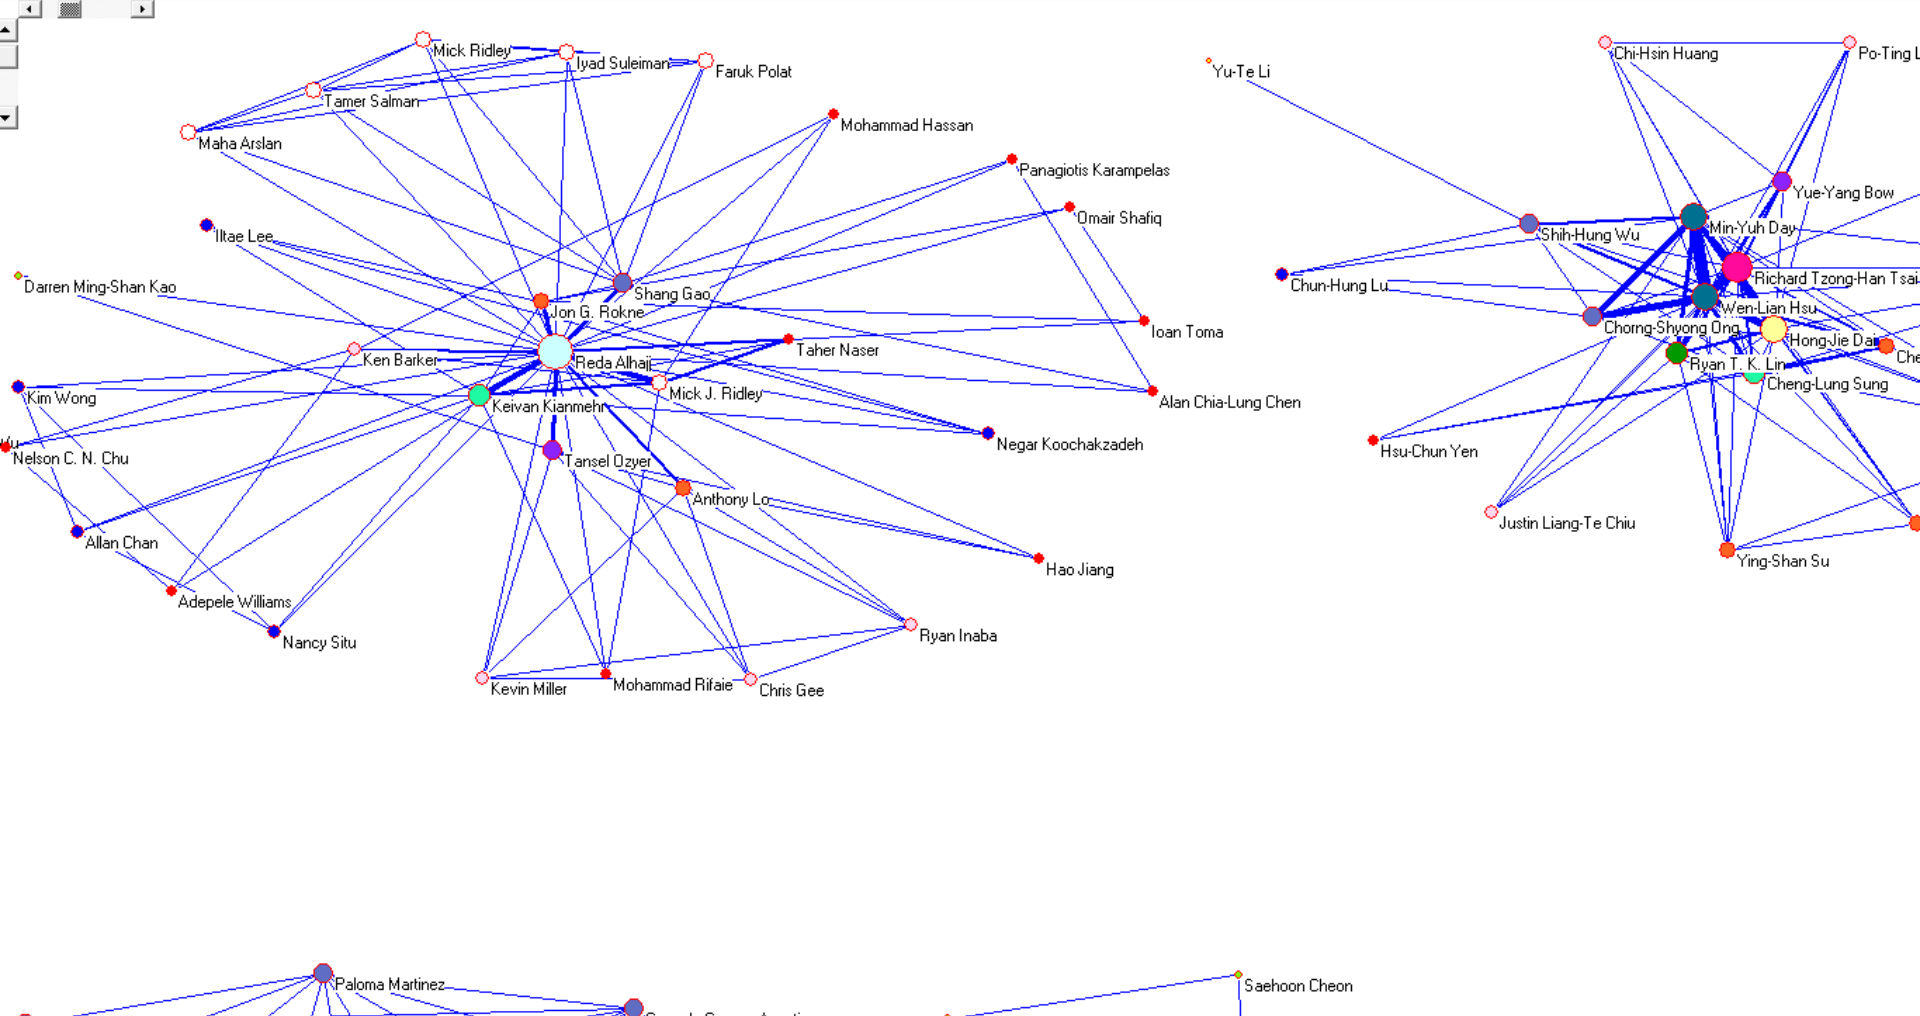 Mick Ridley
Iyad Suleiman
Faruk Polat
Tamer Salman
Maha Arslan
Mohammad Hassan
Panagiotis Karampelas
Omair Shafiq
Iltae Lee
Darren Ming-Shan Kao
Shang Gao
Jon G. Rokne
Ioan Toma
Taher Naser
Ken Barker
Reda Alhajj
Mick J. Ridley
Kim Wong
Keivan Kianmehr
Alan Chia-Lung Chen
Negar Koochakzadeh
Nelson C. N. Chu
Tansel Ozyer
Anthony Lo
Allan Chan
Hao Jiang
Adepele Williams
Nancy Situ
Ryan Inaba
Kevin Miller
Mohammad Rifaie
Chris Gee
Yu-Te Li
Chi-Hsin Huang
Po-Ting L
Yue-Yang Bow
Shih-Hung Wu
Min-Yuh Day
Richard Tzong-Han Tsai
Chun-Hung Lu
Wen-Lian Hsu
Chorng-Shyong Ong
Hong-Jie Dai
Che
Ryan T. K. Lin
Cheng-Lung Sung
Hsu-Chun Yen
Justin Liang-Te Chiu
Ying-Shan Su
Paloma Martinez
Saehoon Cheon